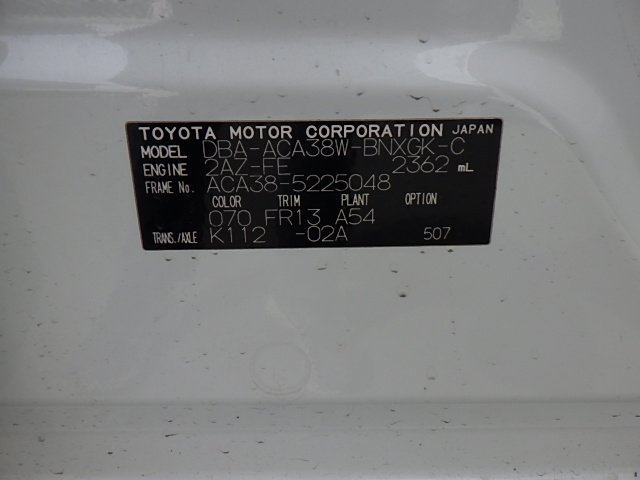 TOYOTA MOTOR CORPORATION JAPAN
MODEL DBA-ACA38W-BNXGK-C
ENGINE 2AZ-FE 2362 mL
FRAME No. ACA38-5225048
COLOR TRIM PLANT OPTION
070 FR13 A54
TRANS./AXLE K112 -02A 507